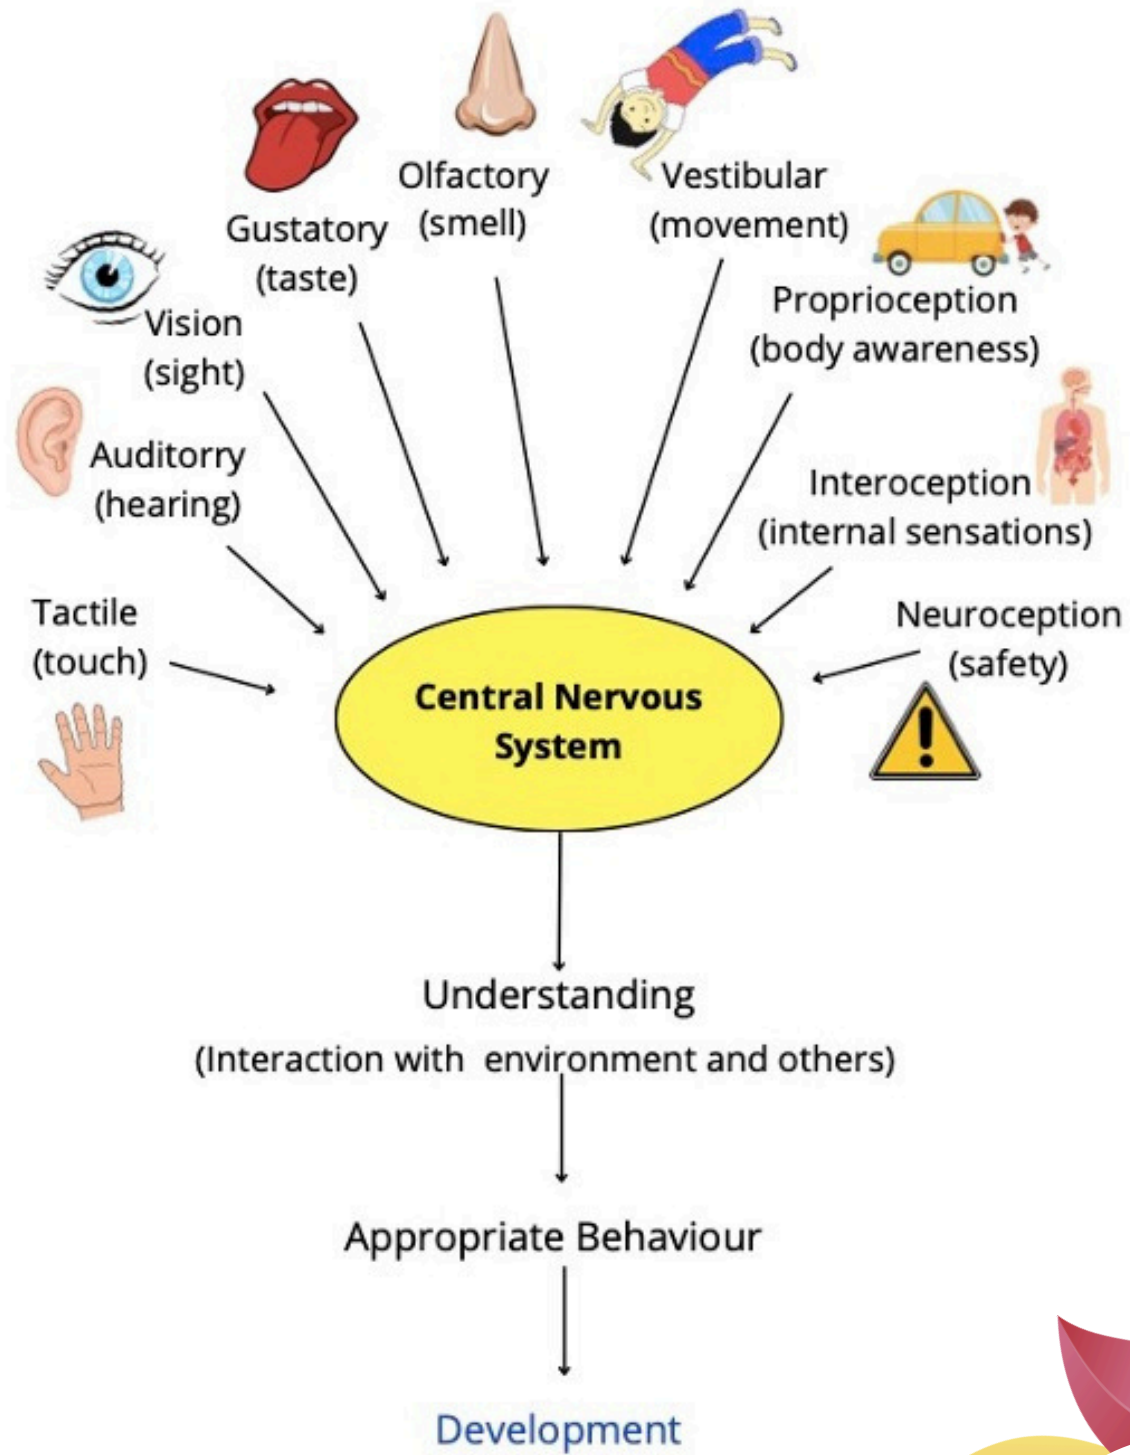 Olfactory
(smell)
Vestibular
(movement)
Gustatory
(taste)
Proprioception
(body awareness)
Vision
(sight)
Auditorry
(hearing)
Interoception
(internal sensations)
Tactile
(touch)
Neuroception
(safety)
Central Nervous
System
Understanding
(Interaction with  environment and others)
Appropriate Behaviour
Development